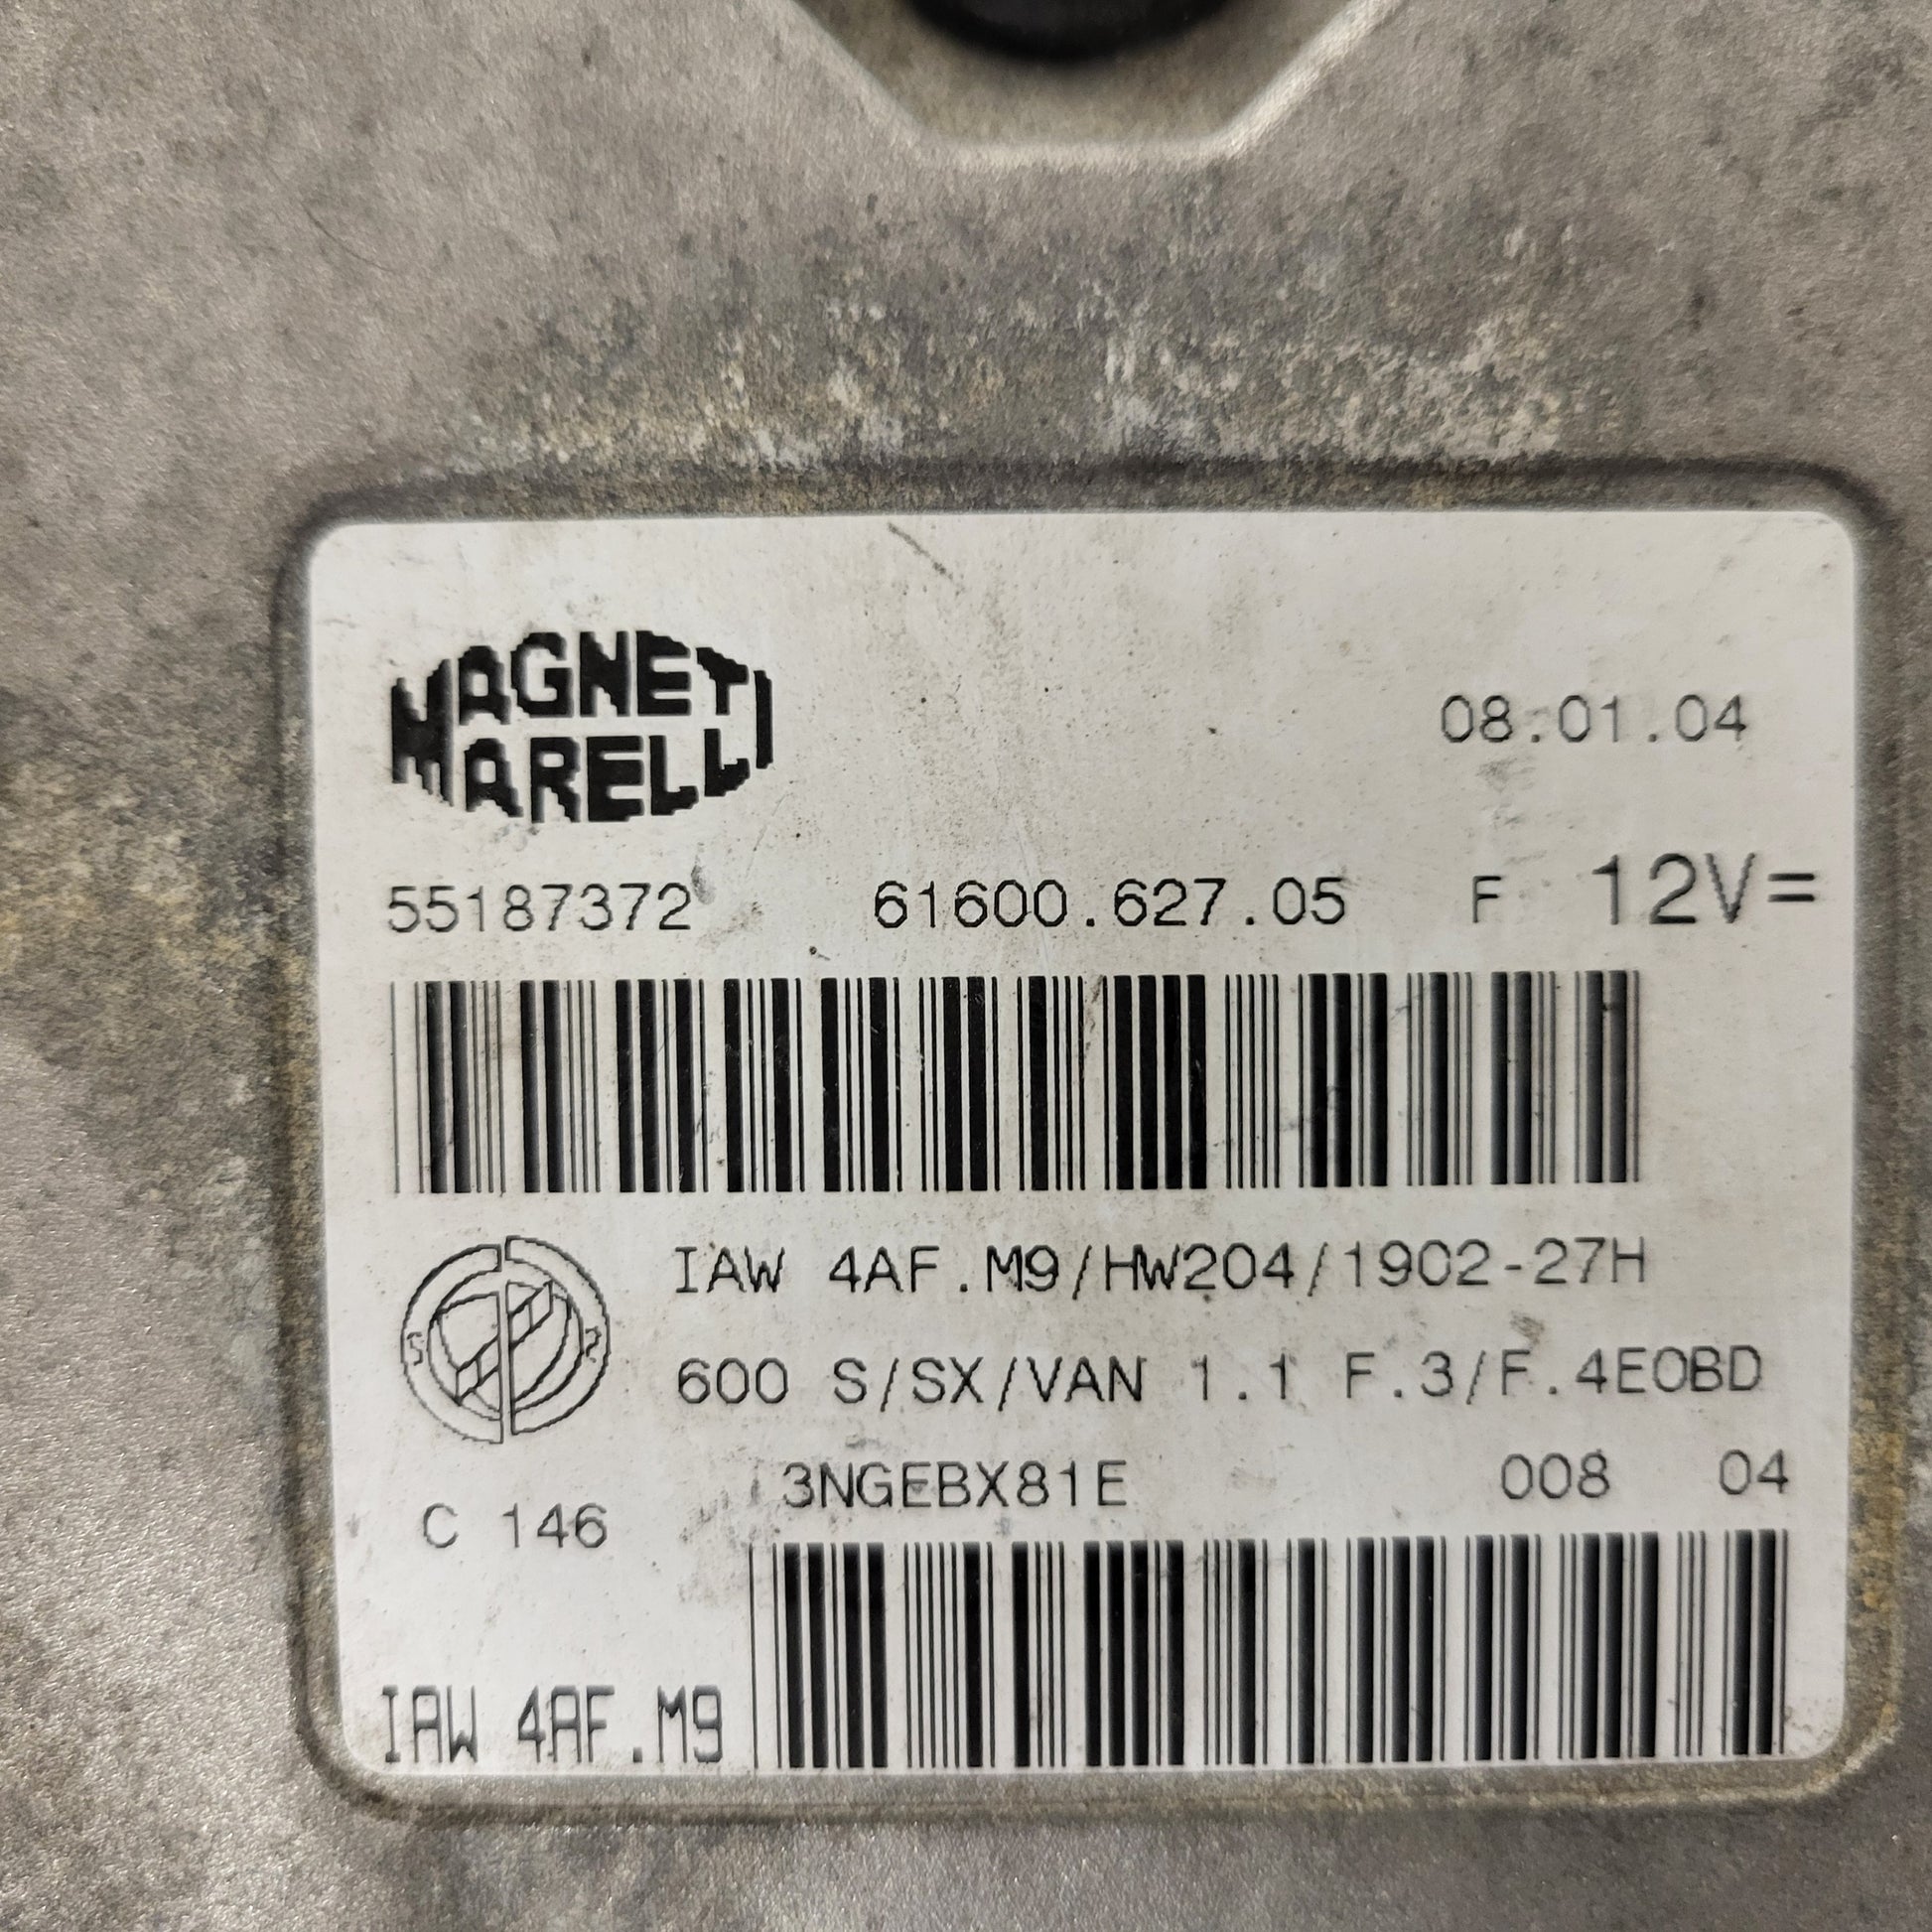 MAGNETI
MARELLI
08.01.04
55187372 61600.627.05 F 12V=
IAW 4AF.M9/HW204/1902-27H
600 S/SX/VAN 1.1 F.3/F.4EOBD
3NGEBX81E 008 04
C 146
IAW 4AF.M9